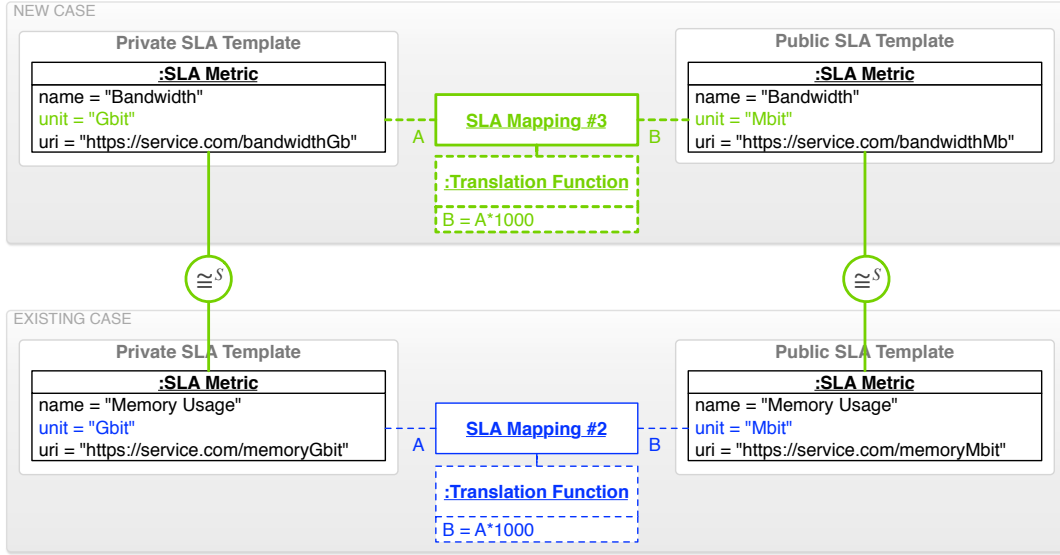 NEW CASE
Private SLA Template
:SLA Metric
name = "Bandwidth"
unit = "Gbit"
uri = "https://service.com/bandwidthGb"
A
SLA Mapping #3
B
:Translation Function
B = A*1000
Public SLA Template
:SLA Metric
name = "Bandwidth"
unit = "Mbit"
uri = "https://service.com/bandwidthMb"
≅S
≅S
EXISTING CASE
Private SLA Template
:SLA Metric
name = "Memory Usage"
unit = "Gbit"
uri = "https://service.com/memoryGbit"
A
SLA Mapping #2
B
:Translation Function
B = A*1000
Public SLA Template
:SLA Metric
name = "Memory Usage"
unit = "Mbit"
uri = "https://service.com/memoryMbit"